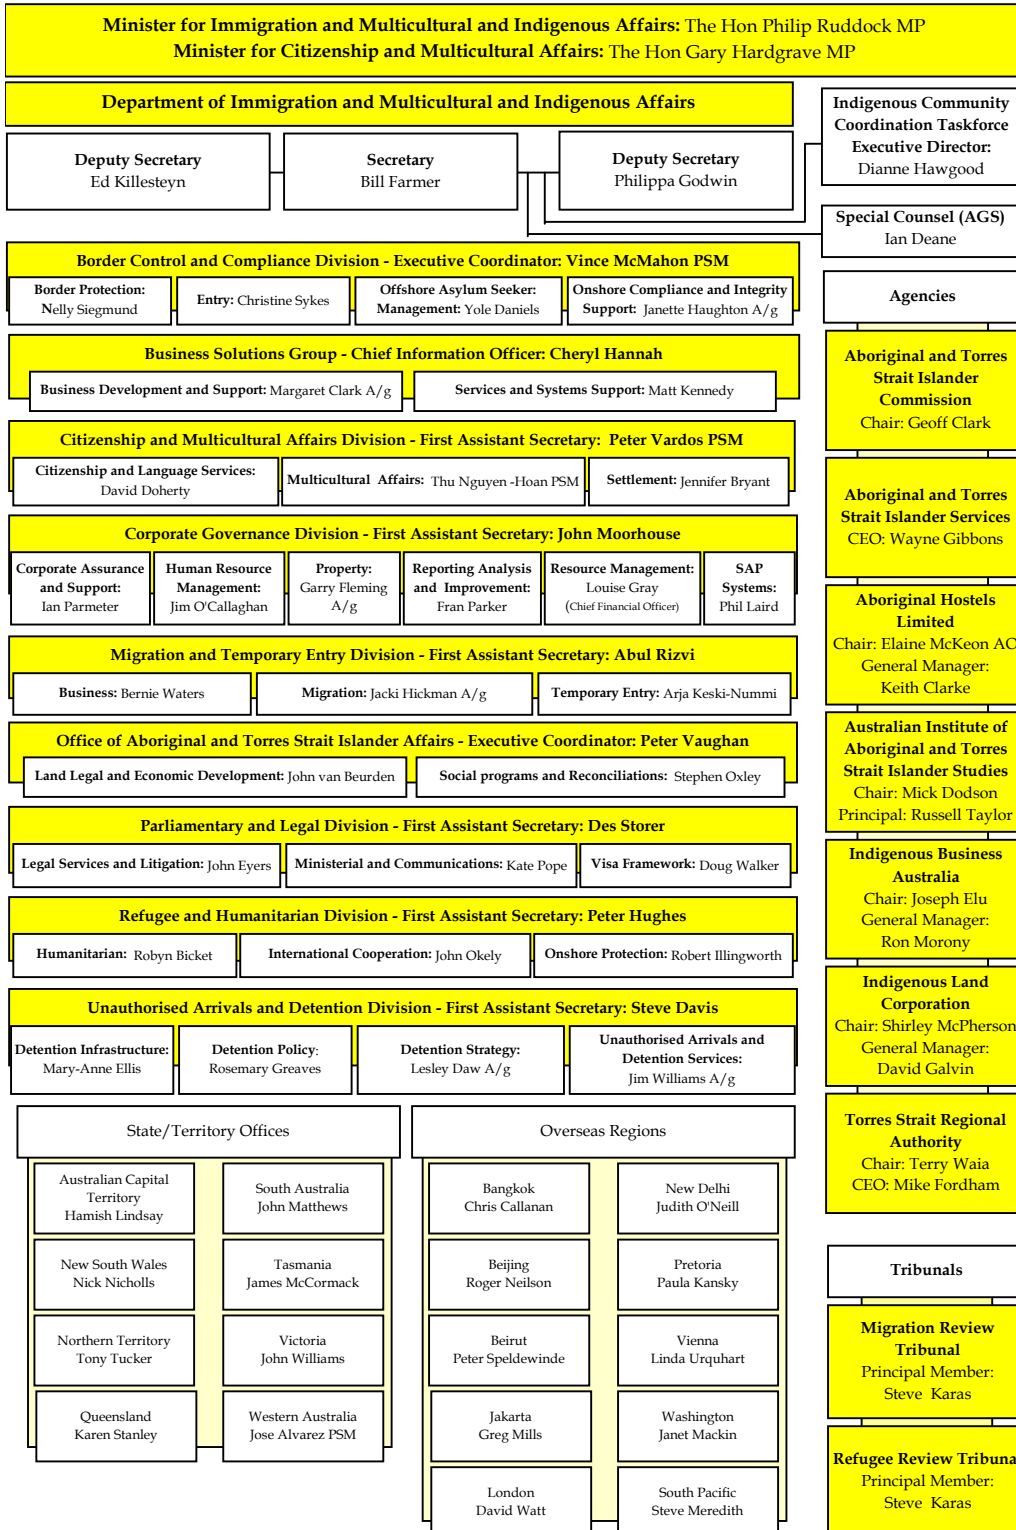 Minister for Immigration and Multicultural and Indigenous Affairs: The Hon Philip Ruddock MP
Minister for Citizenship and Multicultural Affairs: The Hon Gary Hardgrave MP
Department of Immigration and Multicultural and Indigenous Affairs
Deputy Secretary
Ed Killesteyn
Secretary
Bill Farmer
Deputy Secretary
Philippa Godwin
Indigenous Community
Coordination Taskforce
Executive Director:
Dianne Hawgood
Special Counsel (AGS)
Ian Deane
Border Control and Compliance Division - Executive Coordinator: Vince McMahon PSM
Border Protection:
Nelly Siegmund
Entry: Christine Sykes
Offshore Asylum Seeker:
Management: Yole Daniels
Onshore Compliance and Integrity
Support: Janette Haughton A/g
Business Solutions Group - Chief Information Officer: Cheryl Hannah
Business Development and Support: Margaret Clark A/g
Services and Systems Support: Matt Kennedy
Citizenship and Multicultural Affairs Division - First Assistant Secretary: Peter Vardos PSM
Citizenship and Language Services:
David Doherty
Multicultural Affairs: Thu Nguyen -Hoan PSM
Settlement: Jennifer Bryant
Corporate Governance Division - First Assistant Secretary: John Moorhouse
Corporate Assurance
and Support:
Ian Parmeter
Human Resource
Management:
Jim O'Callaghan
Property:
Garry Fleming
A/g
Reporting Analysis
and Improvement:
Fran Parker
Resource Management:
Louise Gray
(Chief Financial Officer)
SAP
Systems:
Phil Laird
Migration and Temporary Entry Division - First Assistant Secretary: Abul Rizvi
Business: Bernie Waters
Migration: Jacki Hickman A/g
Temporary Entry: Arja Keski-Nummi
Office of Aboriginal and Torres Strait Islander Affairs - Executive Coordinator: Peter Vaughan
Land Legal and Economic Development: John van Beurden
Social programs and Reconciliations: Stephen Oxley
Parliamentary and Legal Division - First Assistant Secretary: Des Storer
Legal Services and Litigation: John Eyers
Ministerial and Communications: Kate Pope
Visa Framework: Doug Walker
Refugee and Humanitarian Division - First Assistant Secretary: Peter Hughes
Humanitarian: Robyn Bicket
International Cooperation: John Okely
Onshore Protection: Robert Illingworth
Unauthorised Arrivals and Detention Division - First Assistant Secretary: Steve Davis
Detention Infrastructure:
Mary-Anne Ellis
Detention Policy:
Rosemary Greaves
Detention Strategy:
Lesley Daw A/g
Unauthorised Arrivals and
Detention Services:
Jim Williams A/g
State/Territory Offices
Australian Capital
Territory
Hamish Lindsay
South Australia
John Matthews
New South Wales
Nick Nicholls
Tasmania
James McCormack
Northern Territory
Tony Tucker
Victoria
John Williams
Queensland
Karen Stanley
Western Australia
Jose Alvarez PSM
Overseas Regions
Bangkok
Chris Callanan
New Delhi
Judith O'Neill
Beijing
Roger Neilson
Pretoria
Paula Kansky
Beirut
Peter Speldewinde
Vienna
Linda Urquhart
Jakarta
Greg Mills
Washington
Janet Mackin
London
David Watt
South Pacific
Steve Meredith
Agencies
Aboriginal and Torres
Strait Islander
Commission
Chair: Geoff Clark
Aboriginal and Torres
Strait Islander Services
CEO: Wayne Gibbons
Aboriginal Hostels
Limited
Chair: Elaine McKeon AO
General Manager:
Keith Clarke
Australian Institute of
Aboriginal and Torres
Strait Islander Studies
Chair: Mick Dodson
Principal: Russell Taylor
Indigenous Business
Australia
Chair: Joseph Elu
General Manager:
Ron Morony
Indigenous Land
Corporation
Chair: Shirley McPherson
General Manager:
David Galvin
Torres Strait Regional
Authority
Chair: Terry Waia
CEO: Mike Fordham
Tribunals
Migration Review
Tribunal
Principal Member:
Steve Karas
Refugee Review Tribuna
Principal Member:
Steve Karas